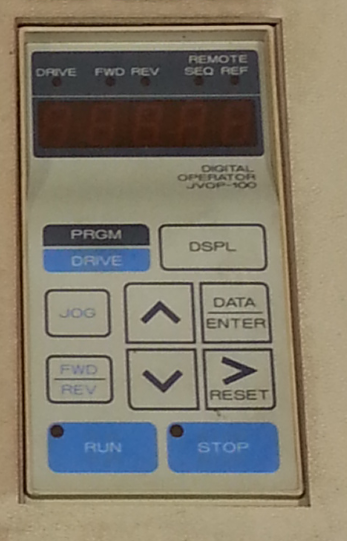 REMOTE
DRIVE FWD REV SEQ REF
DIGITAL
OPERATOR
JVOP-100
PRGM
DRIVE
DSPL
JOG
DATA
ENTER
FWD
REV
>
RESET
RUN
STOP